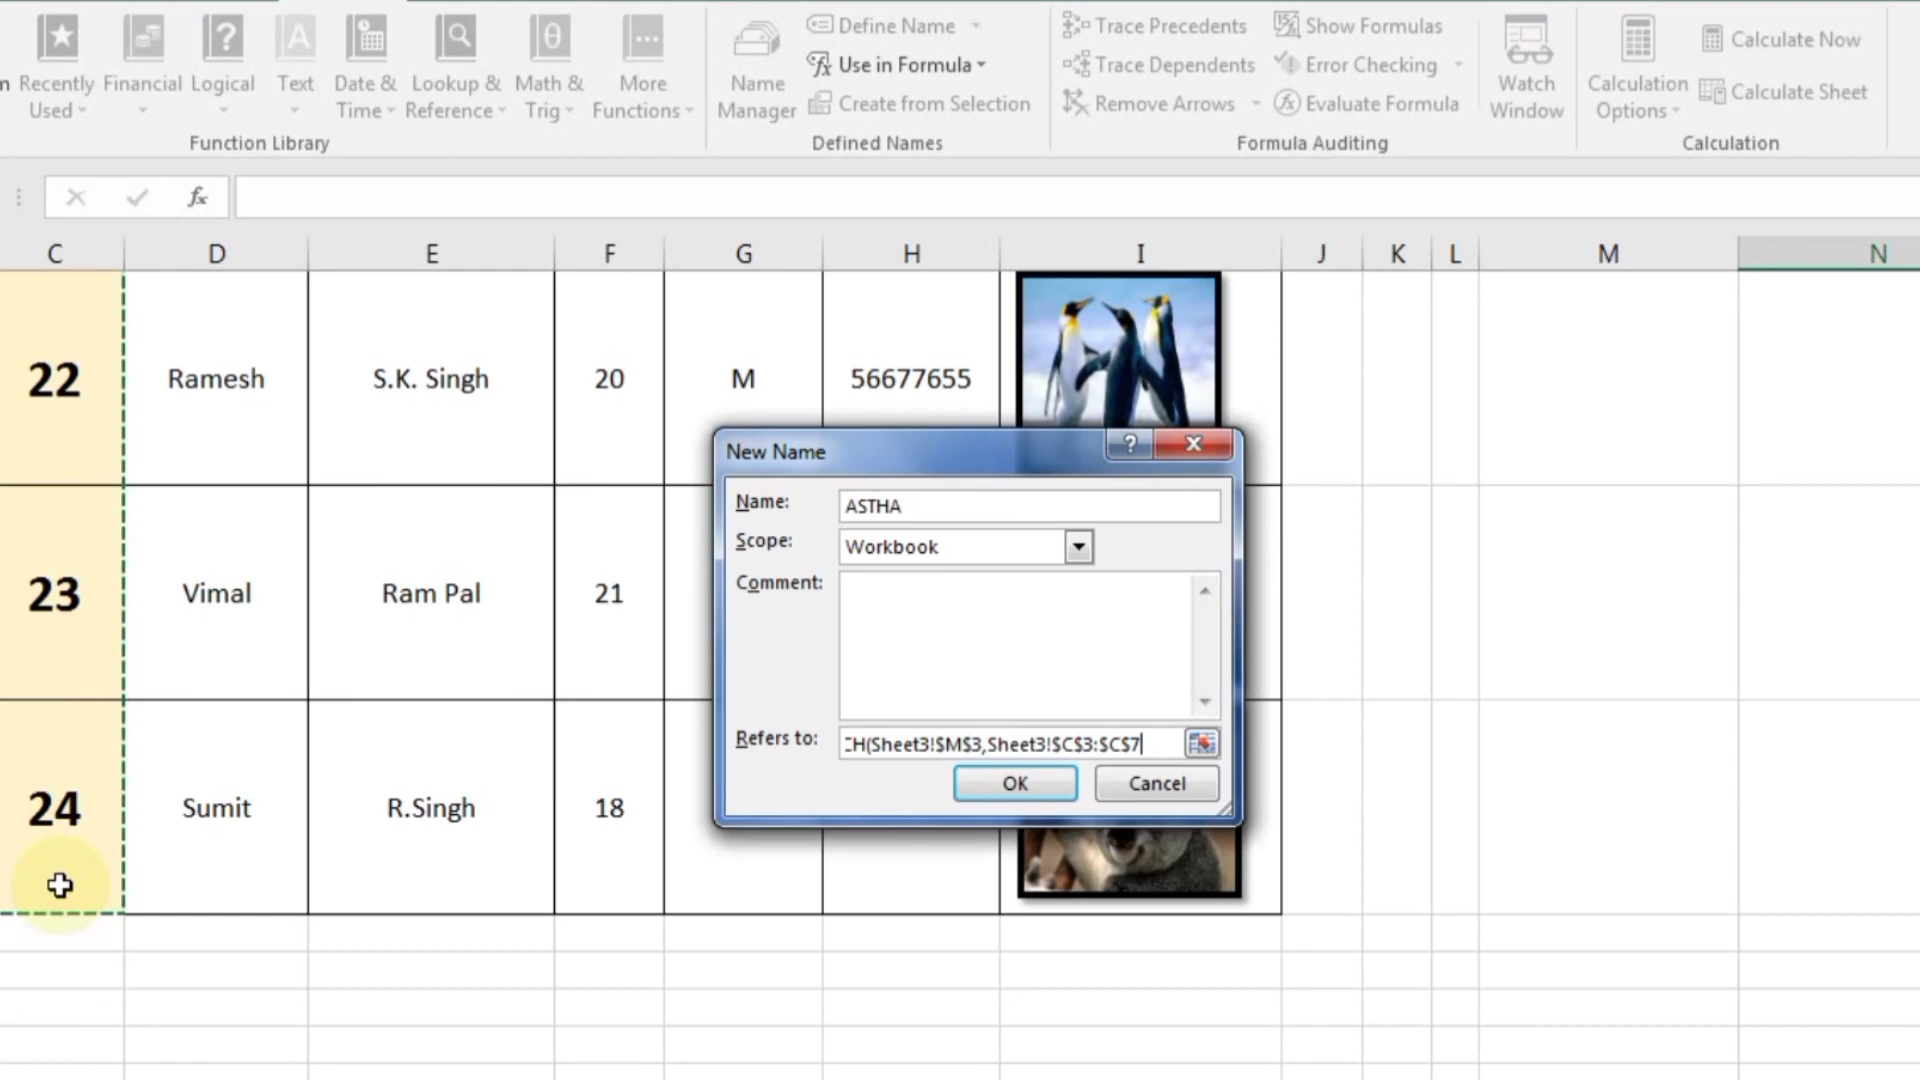 Recently Used
Financial
Logical
Text
Date & Time
Lookup & Reference
Math & Trig
More Functions
Function Library
Name Manager
Define Name
Use in Formula
Create from Selection
Defined Names
Trace Precedents
Trace Dependents
Remove Arrows
Show Formulas
Error Checking
Evaluate Formula
Formula Auditing
Watch Window
Calculation Options
Calculate Now
Calculate Sheet
Calculation
fx
C D E F G H I J K L M N
22 Ramesh S.K. Singh 20 M 56677655
23 Vimal Ram Pal 21
24 Sumit R.Singh 18
New Name
Name: ASTHA
Scope: Workbook
Comment:
Refers to: CH(Sheet3!$M$3,Sheet3!$C$3:$C$7
OK Cancel